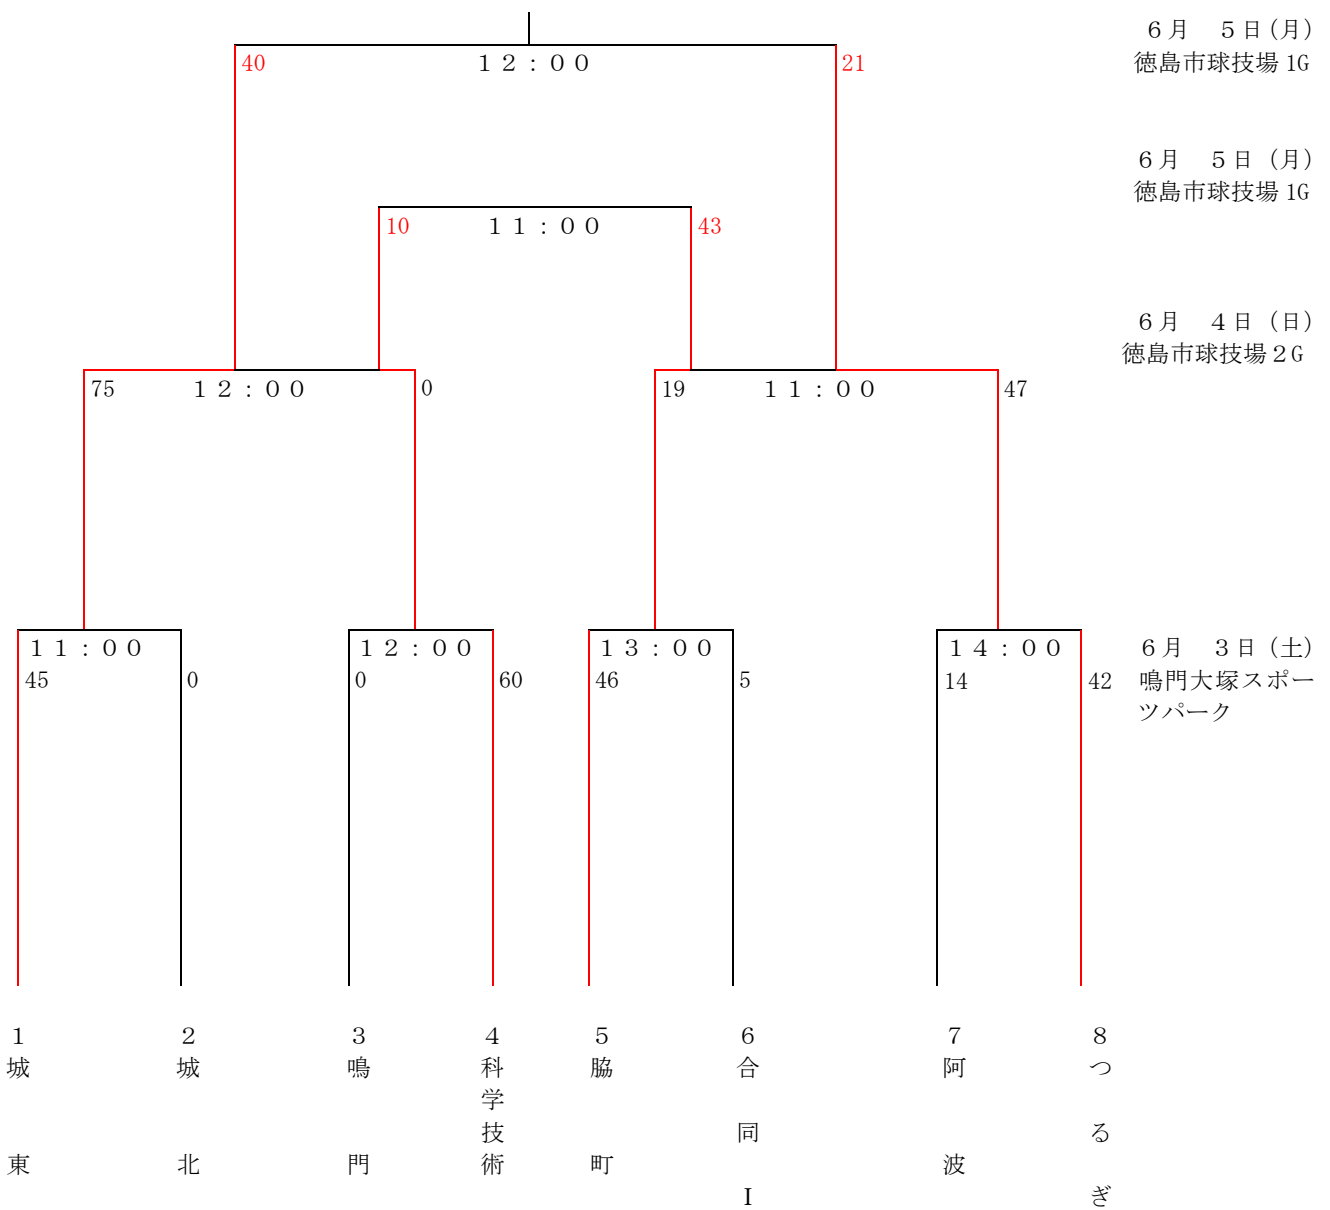 ６月　５日（月）
徳島市球技場 1G
40
１２：００
21
６月　５日（月）
徳島市球技場 1G
10
１１：００
43
６月　４日（日）
徳島市球技場２G
75
１２：００
0
19
１１：００
47
１１：００
45
0
１２：００
0
60
１３：００
46
5
１４：００
14
42
６月　３日（土）
鳴門大塚スポー
ツパーク
１
城東
２
城北
３
鳴門
４
科学技術
５
脇町
６
合同Ⅰ
７
阿波
８
つるぎ